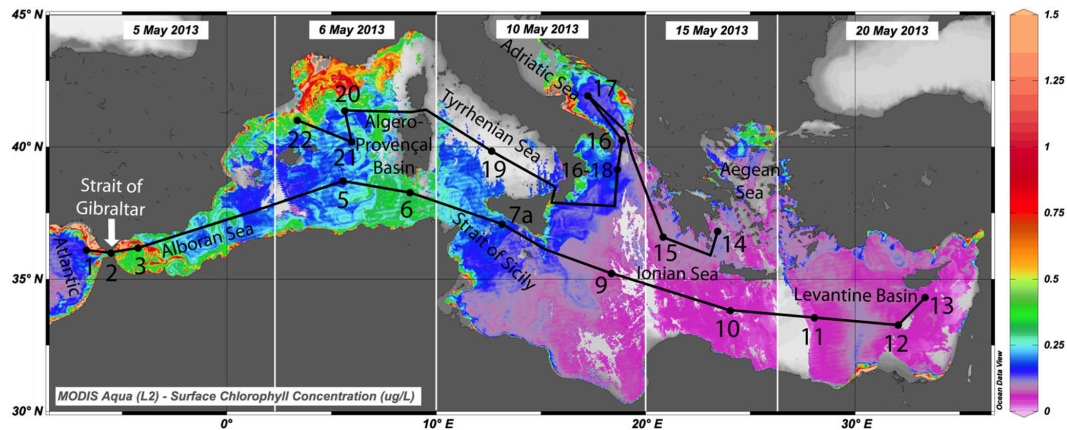 45° N
40° N
35° N
30° N
0° E
10° E
20° E
30° E
5 May 2013
6 May 2013
10 May 2013
15 May 2013
20 May 2013
Strait of
Gibraltar
Atlantic
1
2
3
Alboran Sea
20
22
21
Algero-
Provençal
Basin
5
6
Tyrrhenian Sea
19
7a
Strait of Sicily
Adriatic Sea
17
16
16-18
9
15
14
Ionian Sea
Aegean
Sea
10
11
Levantine Basin
12
13
MODIS Aqua (L2) - Surface Chlorophyll Concentration (ug/L)
Ocean Data View
1.5
1.25
1
0.75
0.5
0.25
0